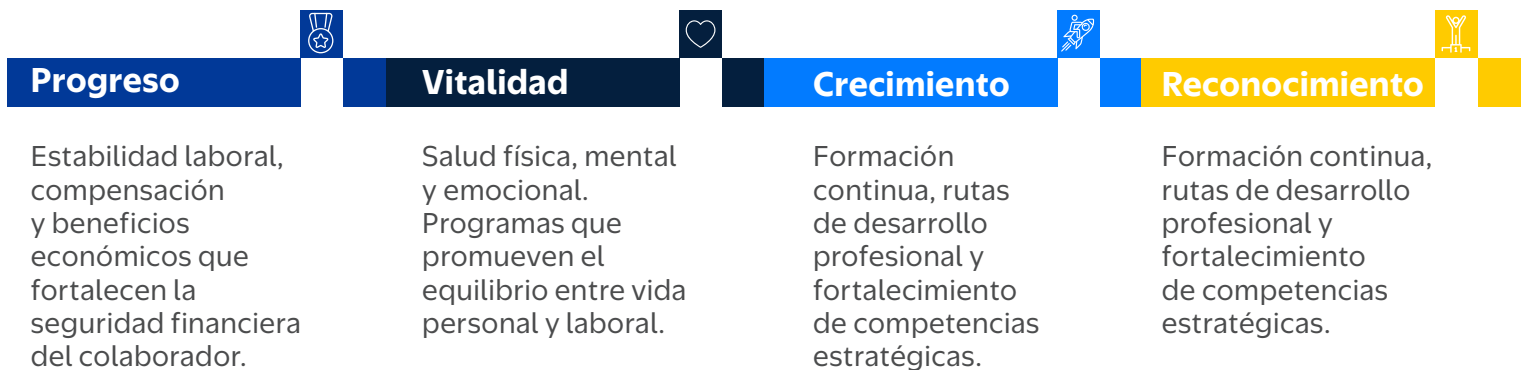 Progreso
Estabilidad laboral,
compensación
y beneficios
económicos que
fortalecen la
seguridad financiera
del colaborador.
Vitalidad
Salud física, mental
y emocional.
Programas que
promueven el
equilibrio entre vida
personal y laboral.
Crecimiento
Formación
continua, rutas
de desarrollo
profesional y
fortalecimiento
de competencias
estratégicas.
Reconocimiento
Formación continua,
rutas de desarrollo
profesional y
fortalecimiento
de competencias
estratégicas.